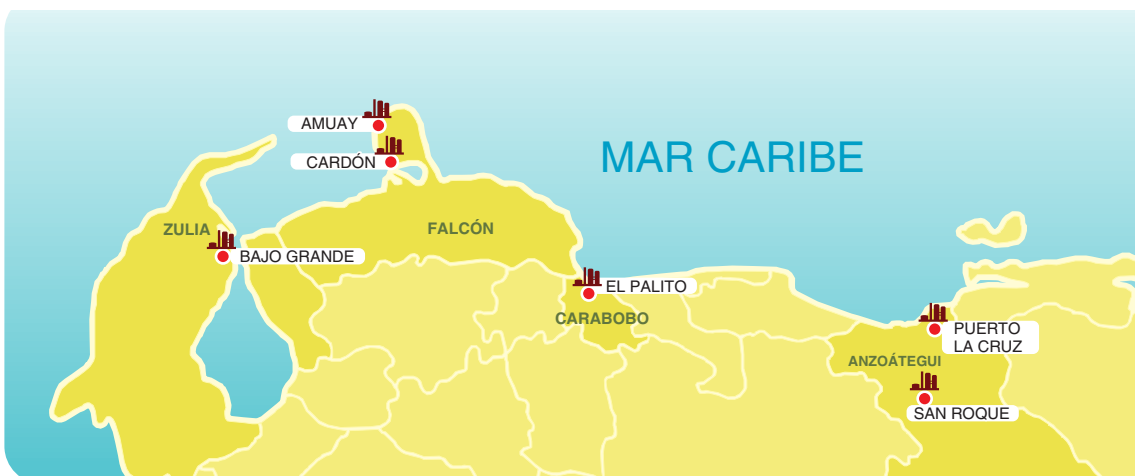 AMUAY
CARDÓN
MAR CARIBE
ZULIA
FALCÓN
BAJO GRANDE
EL PALITO
CARABOBO
PUERTO
LA CRUZ
ANZOÁTEGUI
SAN ROQUE